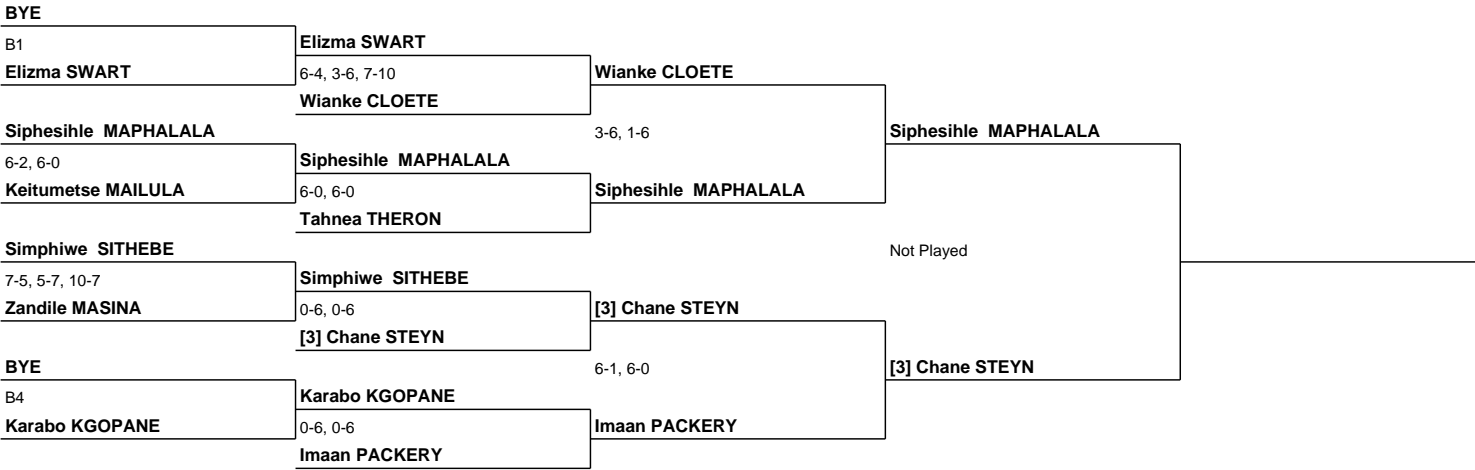 BYE
B1
Elizma SWART
Elizma SWART
6-4, 3-6, 7-10
Wianke CLOETE
Wianke CLOETE
Siphesihle MAPHALALA
6-2, 6-0
Keitumetse MAILULA
Siphesihle MAPHALALA
6-0, 6-0
Tahnea THERON
3-6, 1-6
Siphesihle MAPHALALA
Siphesihle MAPHALALA
Simphiwe SITHEBE
7-5, 5-7, 10-7
Zandile MASINA
Simphiwe SITHEBE
0-6, 0-6
[3] Chane STEYN
[3] Chane STEYN
Not Played
BYE
B4
Karabo KGOPANE
Karabo KGOPANE
0-6, 0-6
Imaan PACKERY
6-1, 6-0
Imaan PACKERY
[3] Chane STEYN